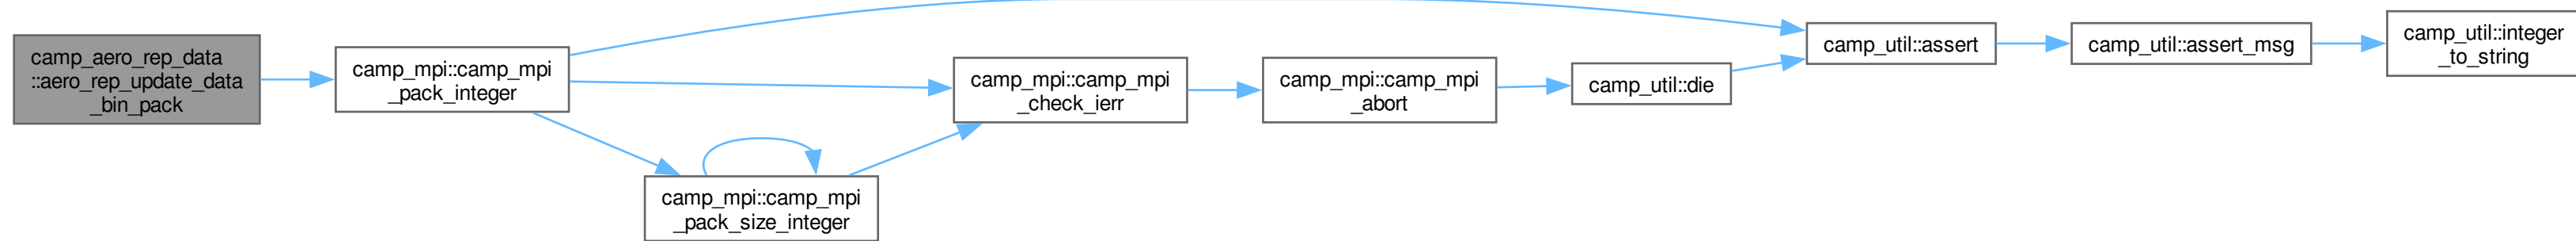 camp_aero_rep_data
::aero_rep_update_data
_bin_pack
camp_mpi::camp_mpi
_pack_integer
camp_mpi::camp_mpi
_pack_size_integer
camp_mpi::camp_mpi
_check_ierr
camp_mpi::camp_mpi
_abort
camp_util::die
camp_util::assert
camp_util::assert_msg
camp_util::integer
_to_string